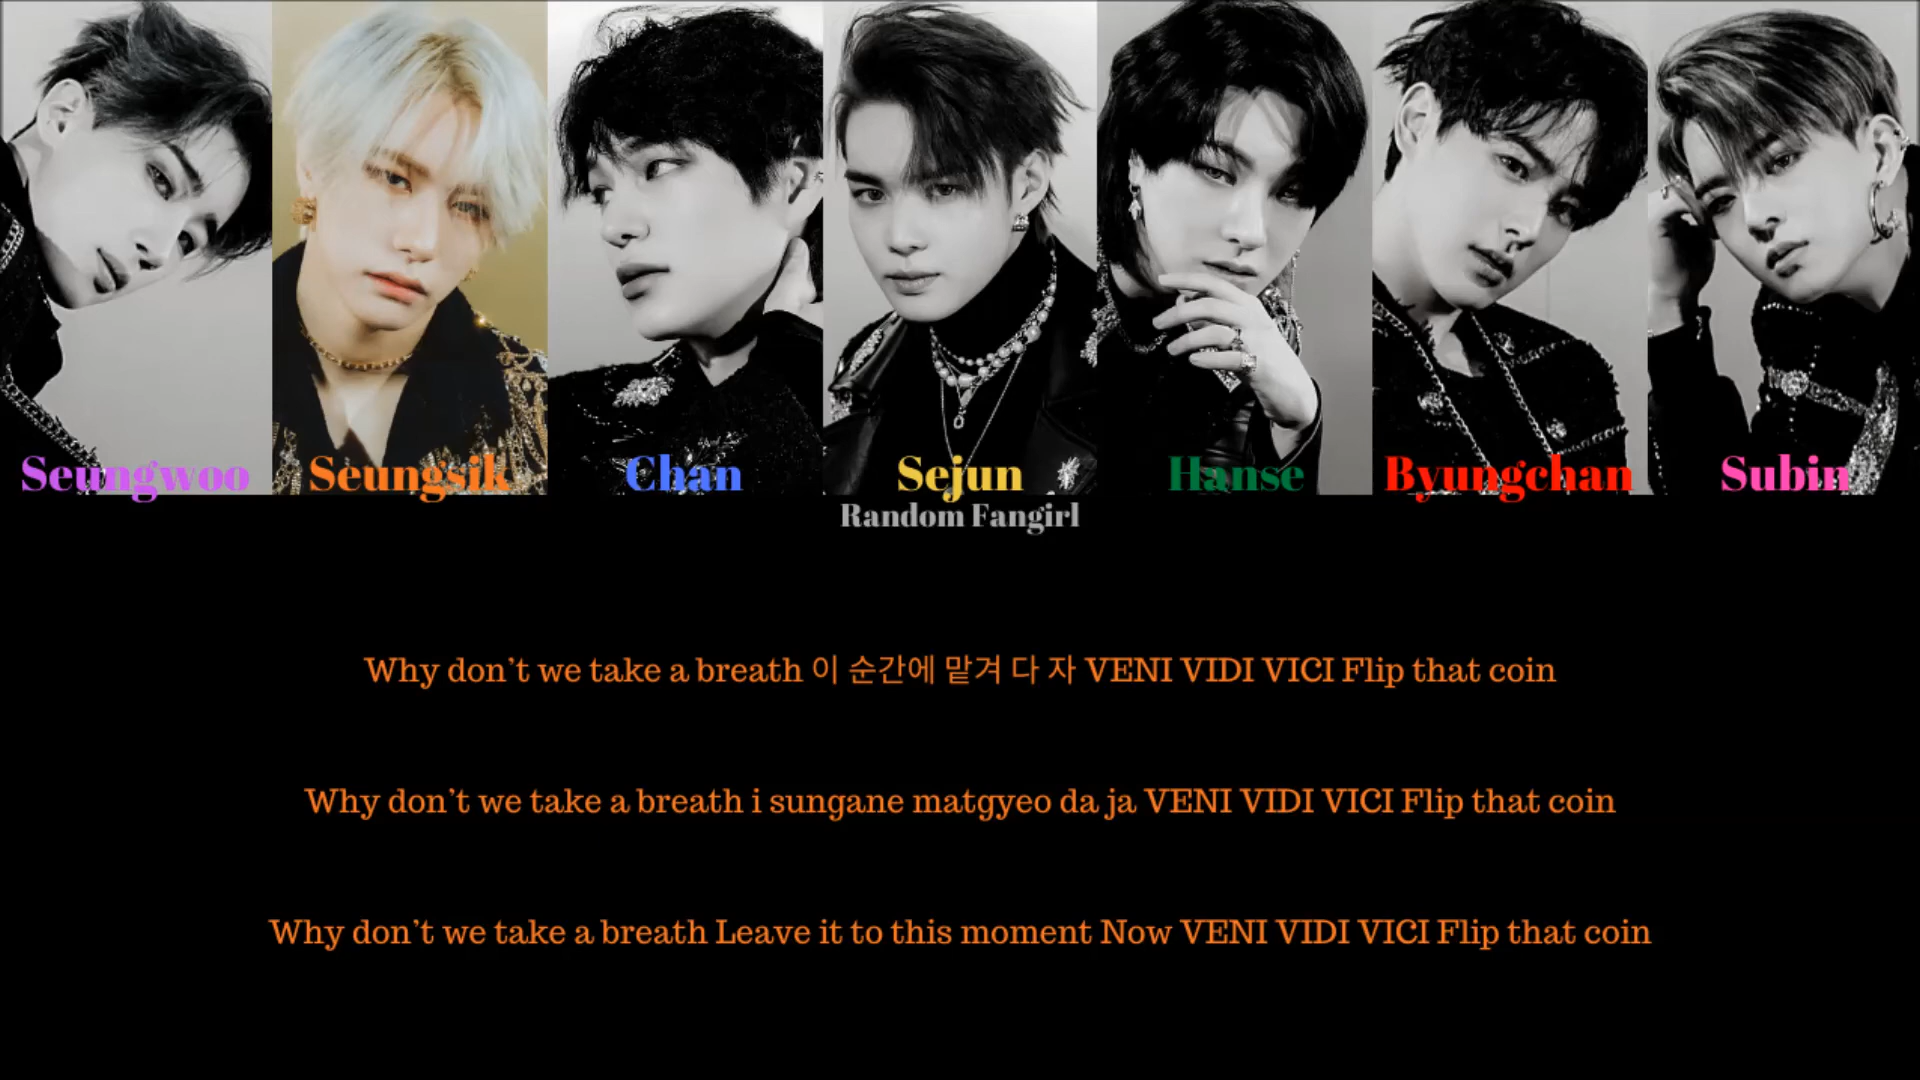 Seungwoo Seungsik Chan Sejun Hanse Byungchan Subin
Random Fangirl
Why don’t we take a breath 이 순간에 맡겨 다 자 VENI VIDI VICI Flip that coin
Why don’t we take a breath i sungane matgyeo da ja VENI VIDI VICI Flip that coin
Why don’t we take a breath Leave it to this moment Now VENI VIDI VICI Flip that coin